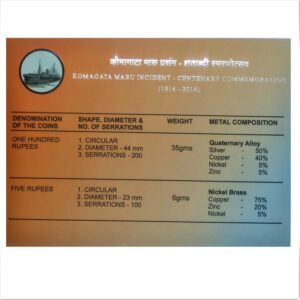 कोमागाटा मारू प्रसंग - शताब्दी स्मरणोत्सव
KOMAGATA MARU INCIDENT - CENTENARY COMMEMORATION
(1914 - 2014)
DENOMINATION OF THE COINS SHAPE, DIAMETER & NO. OF SERRATIONS WEIGHT METAL COMPOSITION
ONE HUNDRED RUPEES
1. CIRCULAR
2. DIAMETER - 44 mm
3. SERRATIONS - 200
35gms
Quaternary Alloy
Silver - 50%
Copper - 40%
Nickel - 5%
Zinc - 5%
FIVE RUPEES
1. CIRCULAR
2. DIAMETER - 23 mm
3. SERRATIONS - 100
6gms
Nickel Brass
Copper - 75%
Zinc - 20%
Nickel - 5%